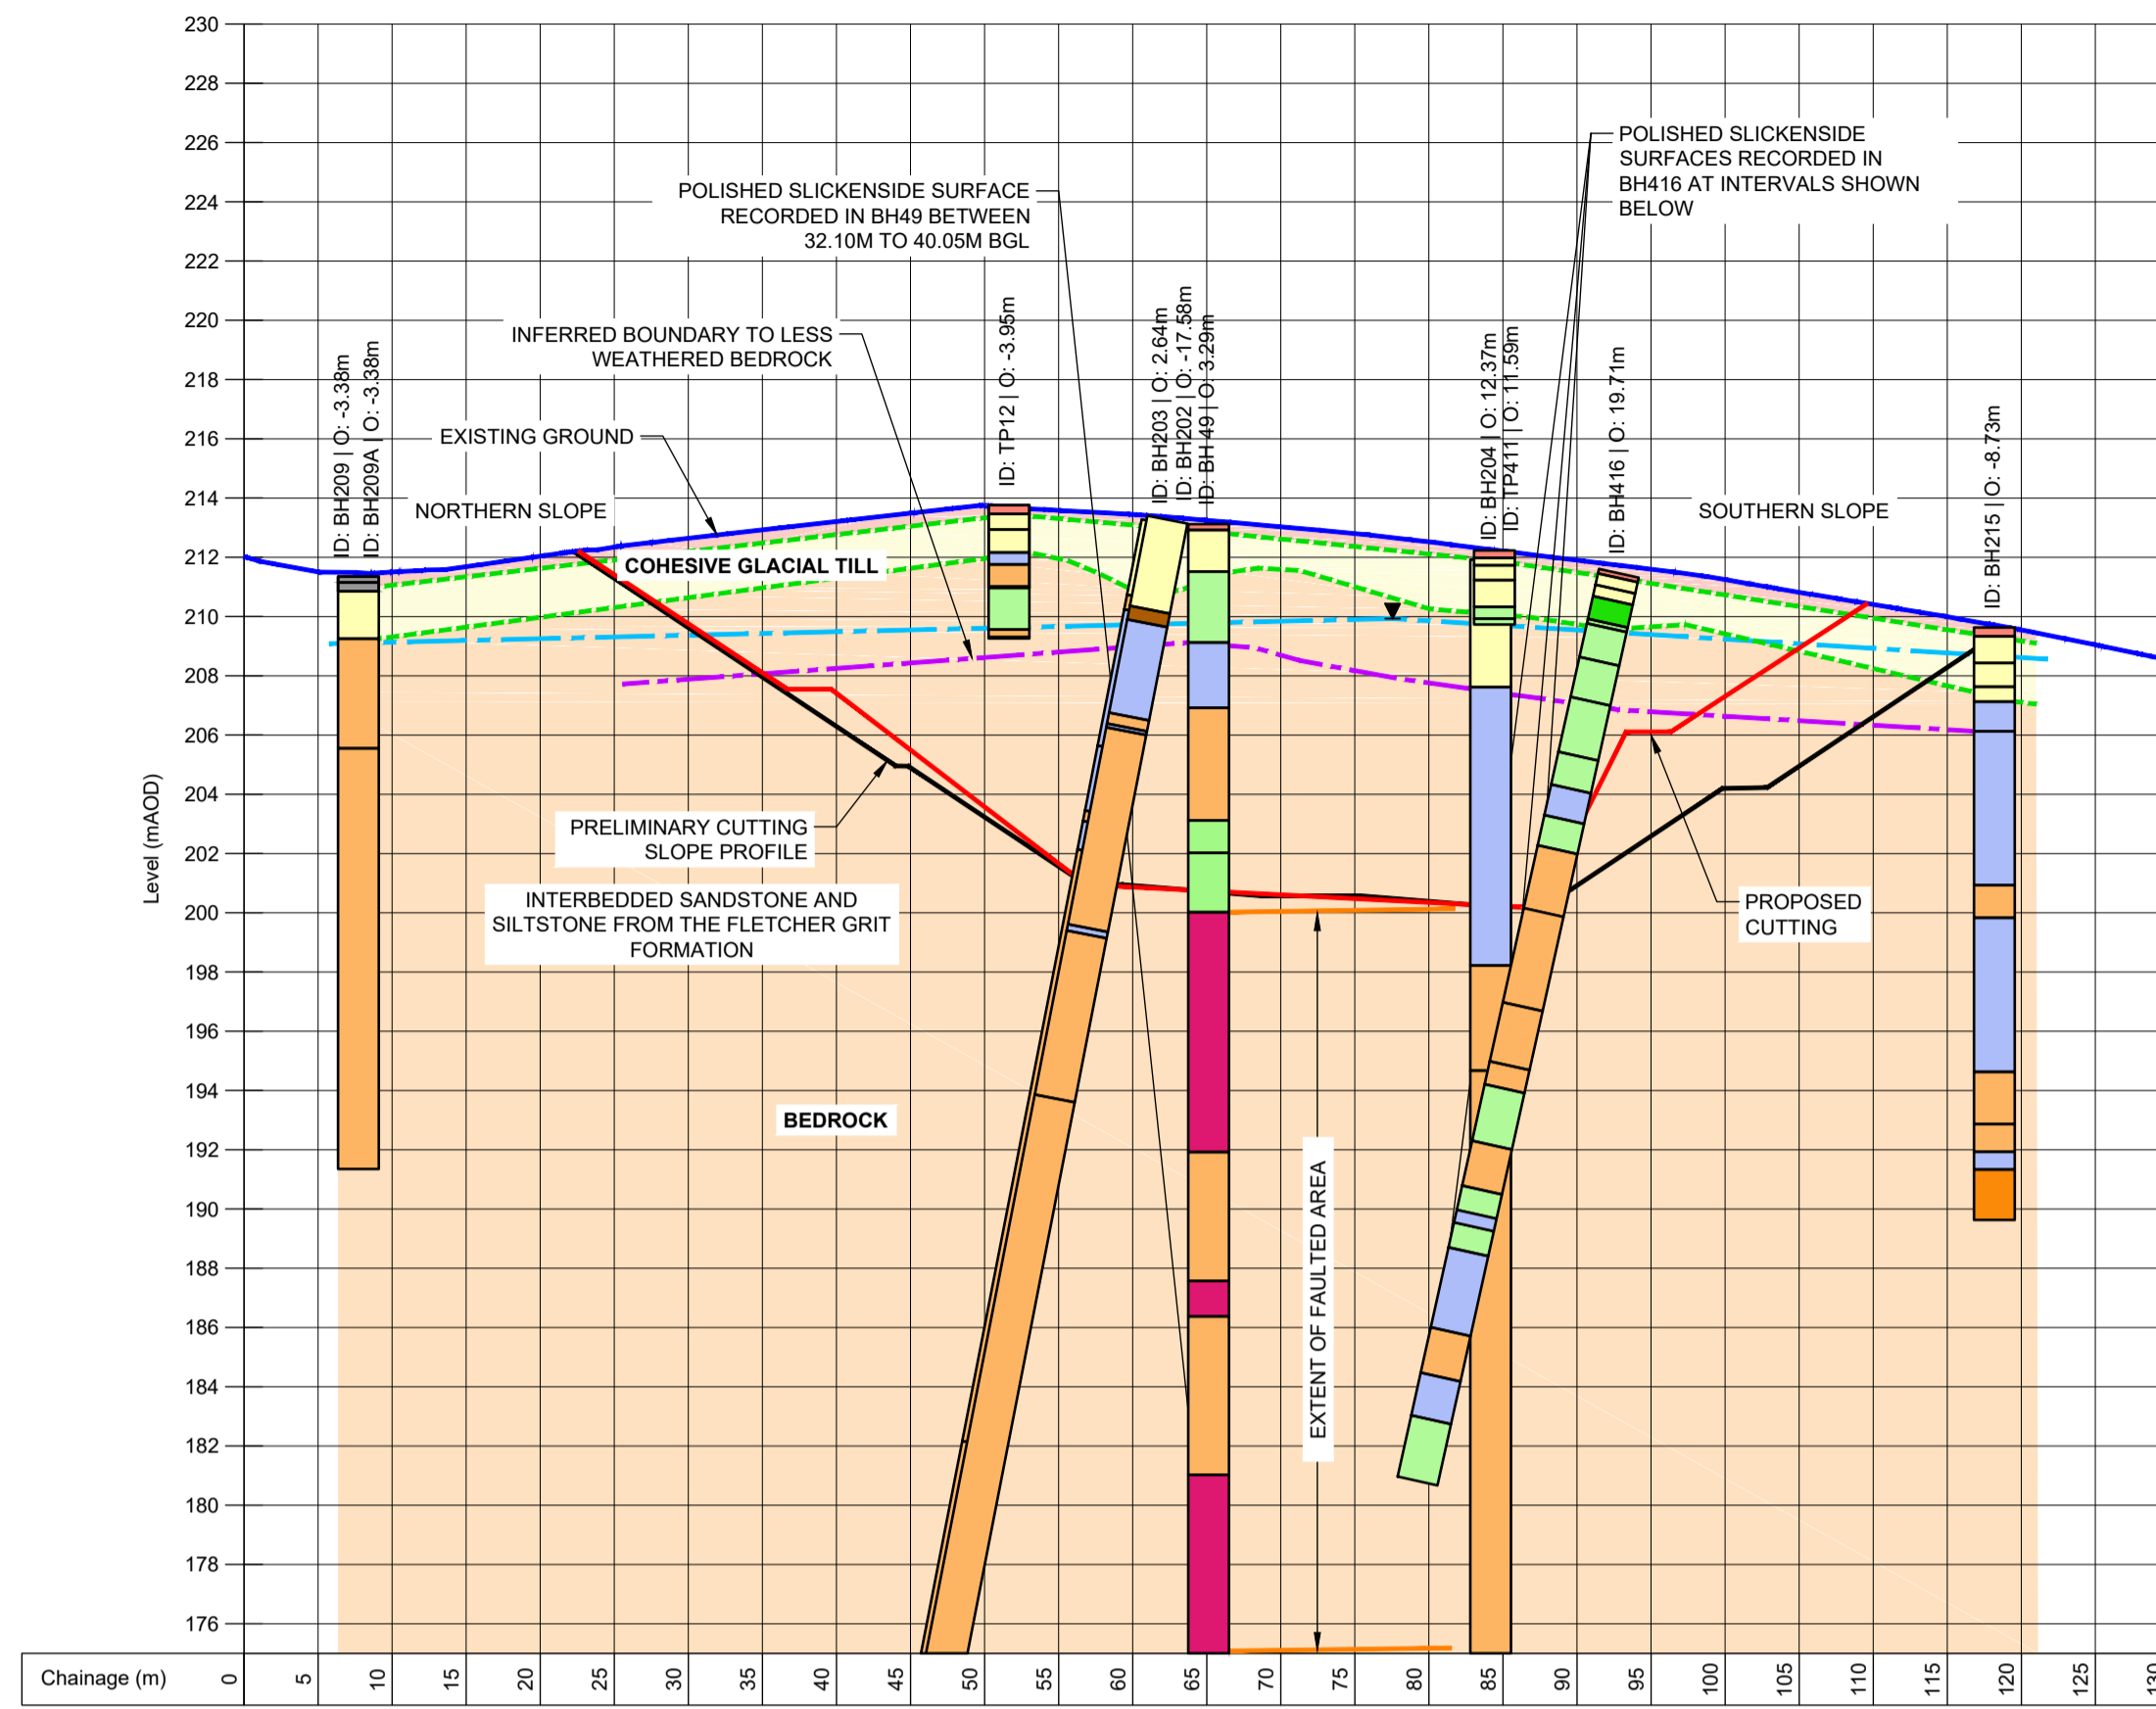 230
228
226
224
222
220
218
216
214
212
210
208
206
204
202
200
198
196
194
192
190
188
186
184
182
180
178
176
Level (mAOD)
POLISHED SLICKENSIDE
SURFACES RECORDED IN
BH416 AT INTERVALS SHOWN
BELOW
POLISHED SLICKENSIDE SURFACE
RECORDED IN BH49 BETWEEN
32.10M TO 40.05M BGL
INFERRED BOUNDARY TO LESS
WEATHERED BEDROCK
EXISTING GROUND
NORTHERN SLOPE
SOUTHERN SLOPE
ID: BH209 | O: -3.38m
ID: BH209A | O: -3.38m
ID: TP12 | O: -3.95m
ID: BH203 | O: 2.64m
ID: BH202 | O: -17.58m
ID: BH 49 | O: 3.29m
ID: BH204 | O: 12.37m
ID: TP411 | O: 11.59m
ID: BH416 | O: 19.71m
ID: BH215 | O: -8.73m
COHESIVE GLACIAL TILL
PRELIMINARY CUTTING
SLOPE PROFILE
INTERBEDDED SANDSTONE AND
SILTSTONE FROM THE FLETCHER GRIT
FORMATION
PROPOSED
CUTTING
BEDROCK
EXTENT OF FAULTED AREA
Chainage (m)
0
5
10
15
20
25
30
35
40
45
50
55
60
65
70
75
80
85
90
95
100
105
110
115
120
125
130